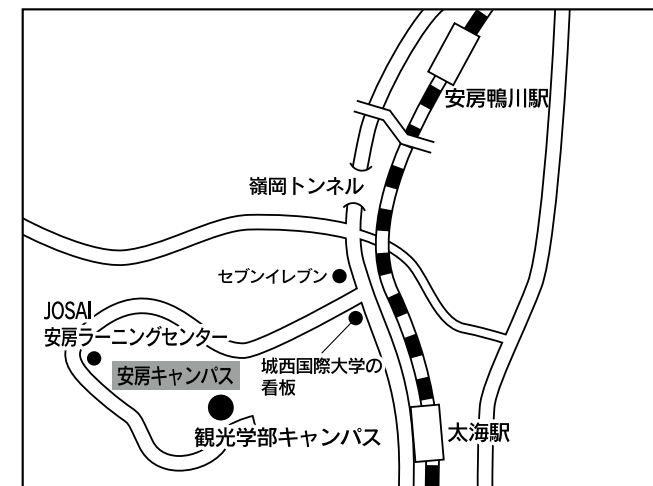 安房鴨川駅
嶺岡トンネル
セブンイレブン
JOSAI
安房ラーニングセンター
安房キャンパス
城西国際大学の
看板
観光学部キャンパス
太海駅